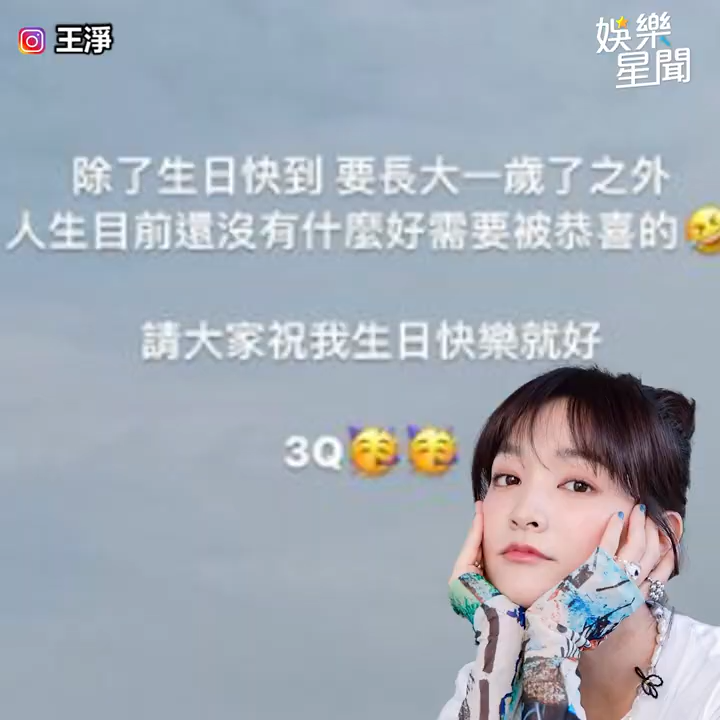 王淨
娛樂
星聞
除了生日快到 要長大一歲了之外
人生目前還沒有什麼好需要被恭喜的🤣
請大家祝我生日快樂就好
3Q🥳🥳